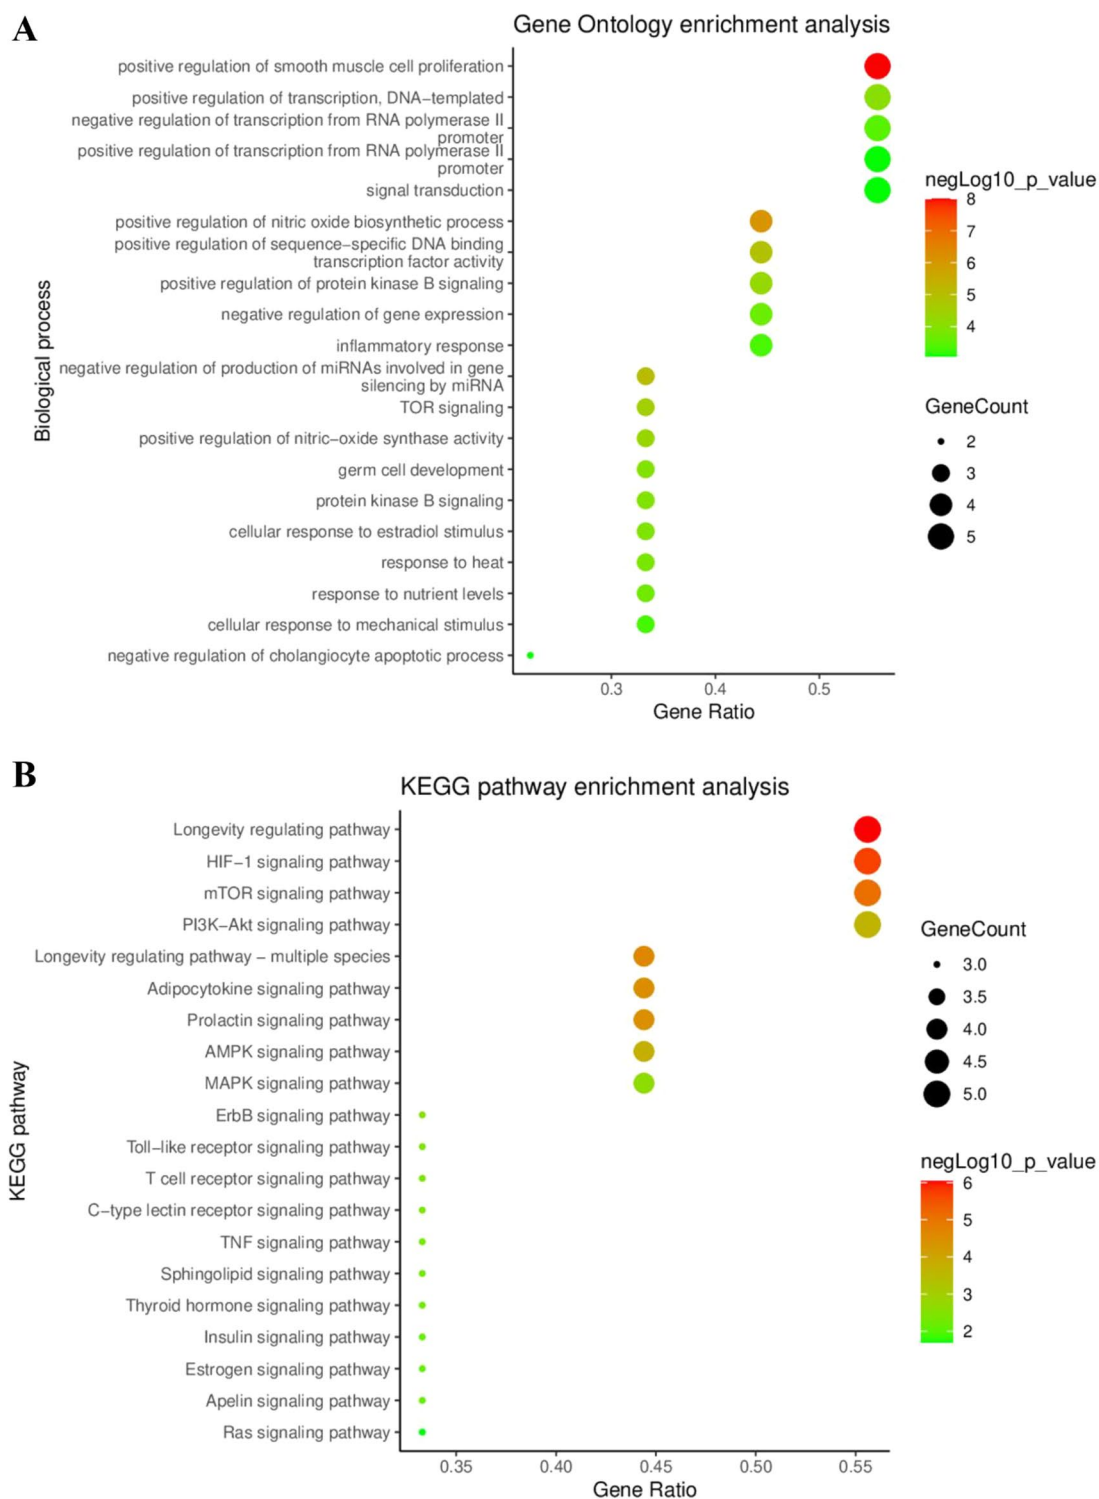 A
Gene Ontology enrichment analysis
positive regulation of smooth muscle cell proliferation
positive regulation of transcription, DNA−templated
negative regulation of transcription from RNA polymerase II
promoter
positive regulation of transcription from RNA polymerase II
promoter
signal transduction
positive regulation of nitric oxide biosynthetic process
positive regulation of sequence−specific DNA binding
transcription factor activity
positive regulation of protein kinase B signaling
negative regulation of gene expression
inflammatory response
negative regulation of production of miRNAs involved in gene
silencing by miRNA
TOR signaling
positive regulation of nitric−oxide synthase activity
germ cell development
protein kinase B signaling
cellular response to estradiol stimulus
response to heat
response to nutrient levels
cellular response to mechanical stimulus
negative regulation of cholangiocyte apoptotic process
Biological process
0.3 0.4 0.5
Gene Ratio
negLog10_p_value
8
7
6
5
4
GeneCount
2
3
4
5
B
KEGG pathway enrichment analysis
Longevity regulating pathway
HIF−1 signaling pathway
mTOR signaling pathway
PI3K−Akt signaling pathway
Longevity regulating pathway − multiple species
Adipocytokine signaling pathway
Prolactin signaling pathway
AMPK signaling pathway
MAPK signaling pathway
ErbB signaling pathway
Toll−like receptor signaling pathway
T cell receptor signaling pathway
C−type lectin receptor signaling pathway
TNF signaling pathway
Sphingolipid signaling pathway
Thyroid hormone signaling pathway
Insulin signaling pathway
Estrogen signaling pathway
Apelin signaling pathway
Ras signaling pathway
KEGG pathway
0.35 0.40 0.45 0.50 0.55
Gene Ratio
GeneCount
3.0
3.5
4.0
4.5
5.0
negLog10_p_value
6
5
4
3
2